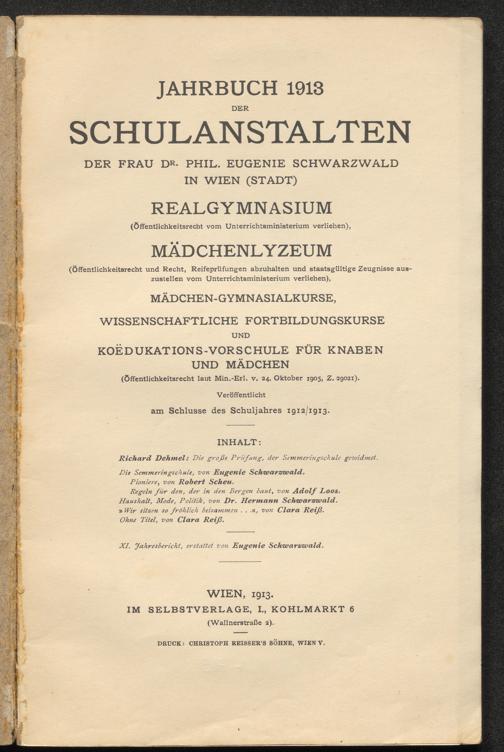 JAHRBUCH 1913
DER
SCHULANSTALTEN
DER FRAU DR. PHIL. EUGENIE SCHWARZWALD
IN WIEN (STADT)
REALGYMNASIUM
(Öffentlichkeitsrecht vom Unterrichtsministerium verliehen),
MÄDCHENLYZEUM
(Öffentlichkeitsrecht und Recht, Reifeprüfungen abzuhalten und staatsgültige Zeugnisse aus-
zustellen vom Unterrichtsministerium verliehen),
MÄDCHEN-GYMNASIALKURSE,
WISSENSCHAFTLICHE FORTBILDUNGSKURSE
UND
KOËDUKATIONS-VORSCHULE FÜR KNABEN
UND MÄDCHEN
(Öffentlichkeitsrecht laut Min.-Erl. v. 24. Oktober 1905, Z. 29021).
Veröffentlicht
am Schlusse des Schuljahres 1912/1913.
INHALT:
Richard Dehmel: Die große Prüfung, der Semmeringschule gewidmet.
Die Semmeringschule, von Eugenie Schwarzwald.
Pioniere, von Robert Scheu.
Regeln für den, der in den Bergen baut, von Adolf Loos.
Haushalt, Mode, Politik, von Dr. Hermann Schwarzwald.
»Wir sitzen so fröhlich beisammen . . .«, von Clara Reiß.
Ohne Titel, von Clara Reiß.
XI. Jahresbericht, erstattet von Eugenie Schwarzwald.
WIEN, 1913.
IM SELBSTVERLAGE, I., KOHLMARKT 6
(Wallnerstraße 2).
DRUCK: CHRISTOPH REISSER'S SÖHNE, WIEN V.